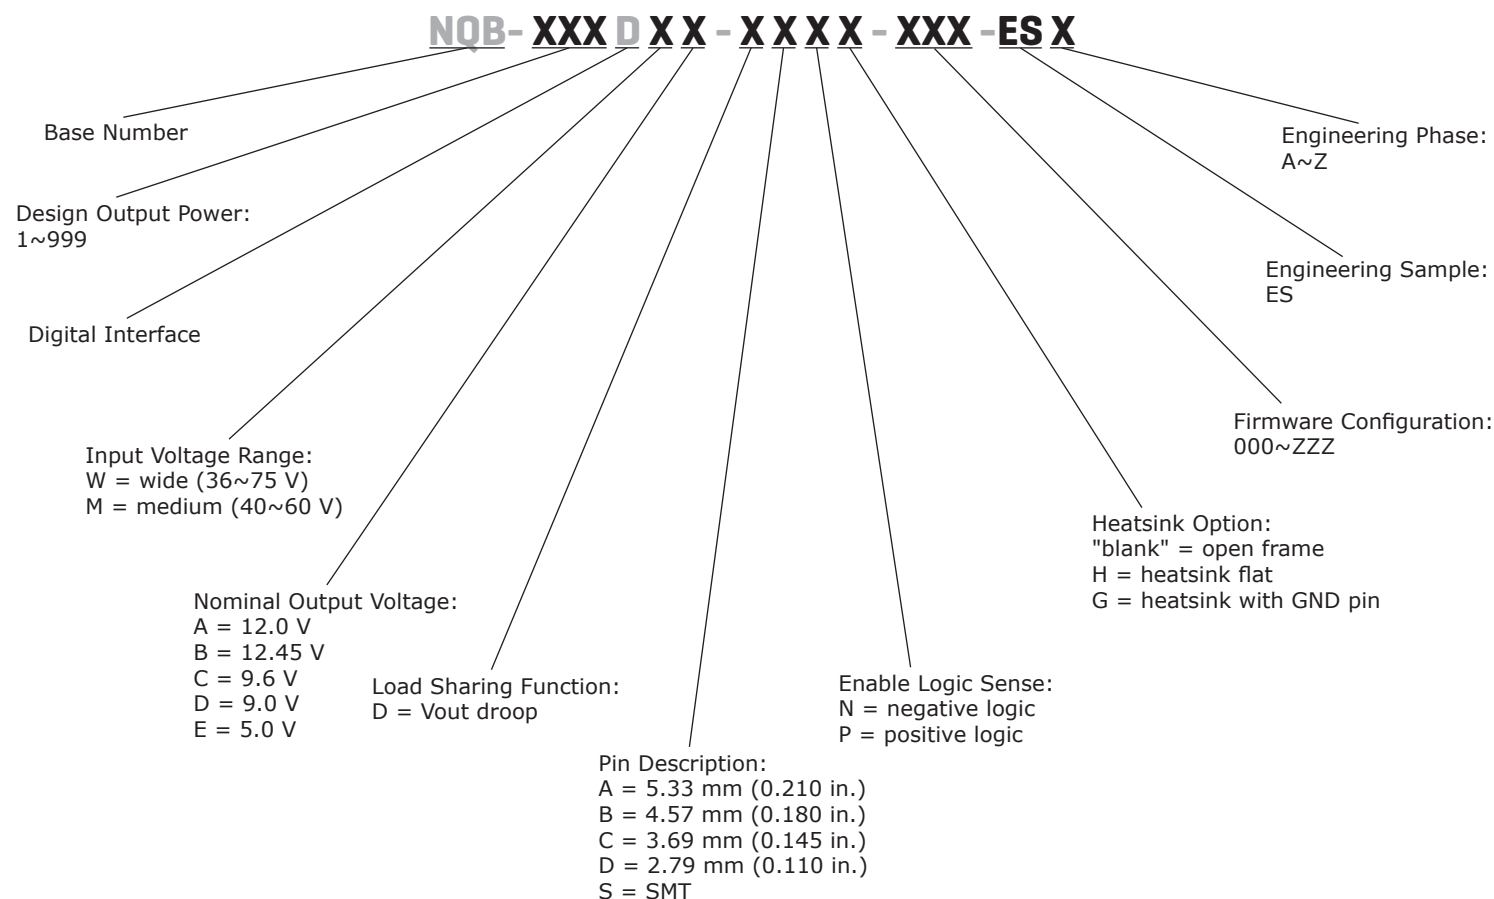 NQB- XXX D X X - X X X X - XXX -ES X
Base Number
Design Output Power:
1~999
Digital Interface
Input Voltage Range:
W = wide (36~75 V)
M = medium (40~60 V)
Nominal Output Voltage:
A = 12.0 V
B = 12.45 V
C = 9.6 V
D = 9.0 V
E = 5.0 V
Load Sharing Function:
D = Vout droop
Pin Description:
A = 5.33 mm (0.210 in.)
B = 4.57 mm (0.180 in.)
C = 3.69 mm (0.145 in.)
D = 2.79 mm (0.110 in.)
S = SMT
Enable Logic Sense:
N = negative logic
P = positive logic
Heatsink Option:
"blank" = open frame
H = heatsink flat
G = heatsink with GND pin
Firmware Configuration:
000~ZZZ
Engineering Sample:
ES
Engineering Phase:
A~Z